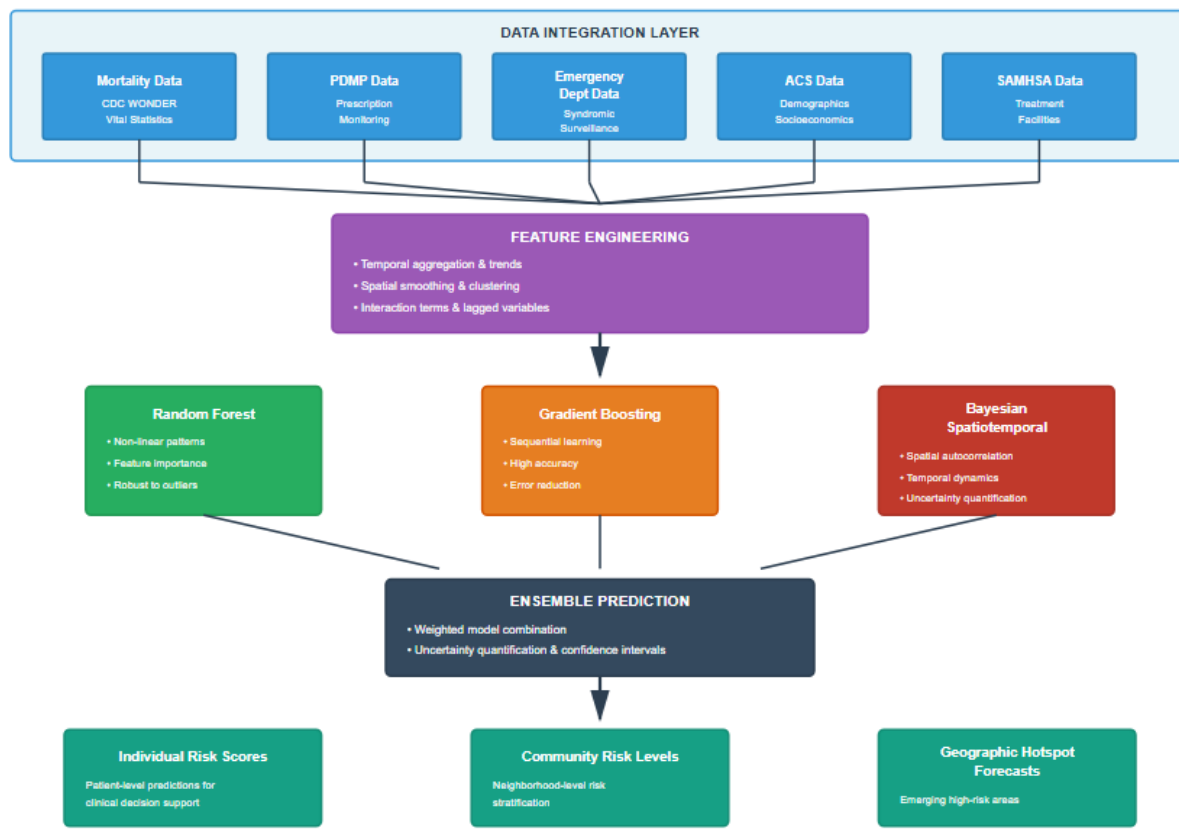 DATA INTEGRATION LAYER
Mortality Data
CDC WONDER
Vital Statistics
PDMP Data
Prescription
Monitoring
Emergency
Dept Data
Syndromic
Surveillance
ACS Data
Demographics
Socioeconomics
SAMHSA Data
Treatment
Facilities
FEATURE ENGINEERING
• Temporal aggregation & trends
• Spatial smoothing & clustering
• Interaction terms & lagged variables
Random Forest
• Non-linear patterns
• Feature importance
• Robust to outliers
Gradient Boosting
• Sequential learning
• High accuracy
• Error reduction
Bayesian
Spatiotemporal
• Spatial autocorrelation
• Temporal dynamics
• Uncertainty quantification
ENSEMBLE PREDICTION
• Weighted model combination
• Uncertainty quantification & confidence intervals
Individual Risk Scores
Patient-level predictions for
clinical decision support
Community Risk Levels
Neighborhood-level risk
stratification
Geographic Hotspot
Forecasts
Emerging high-risk areas